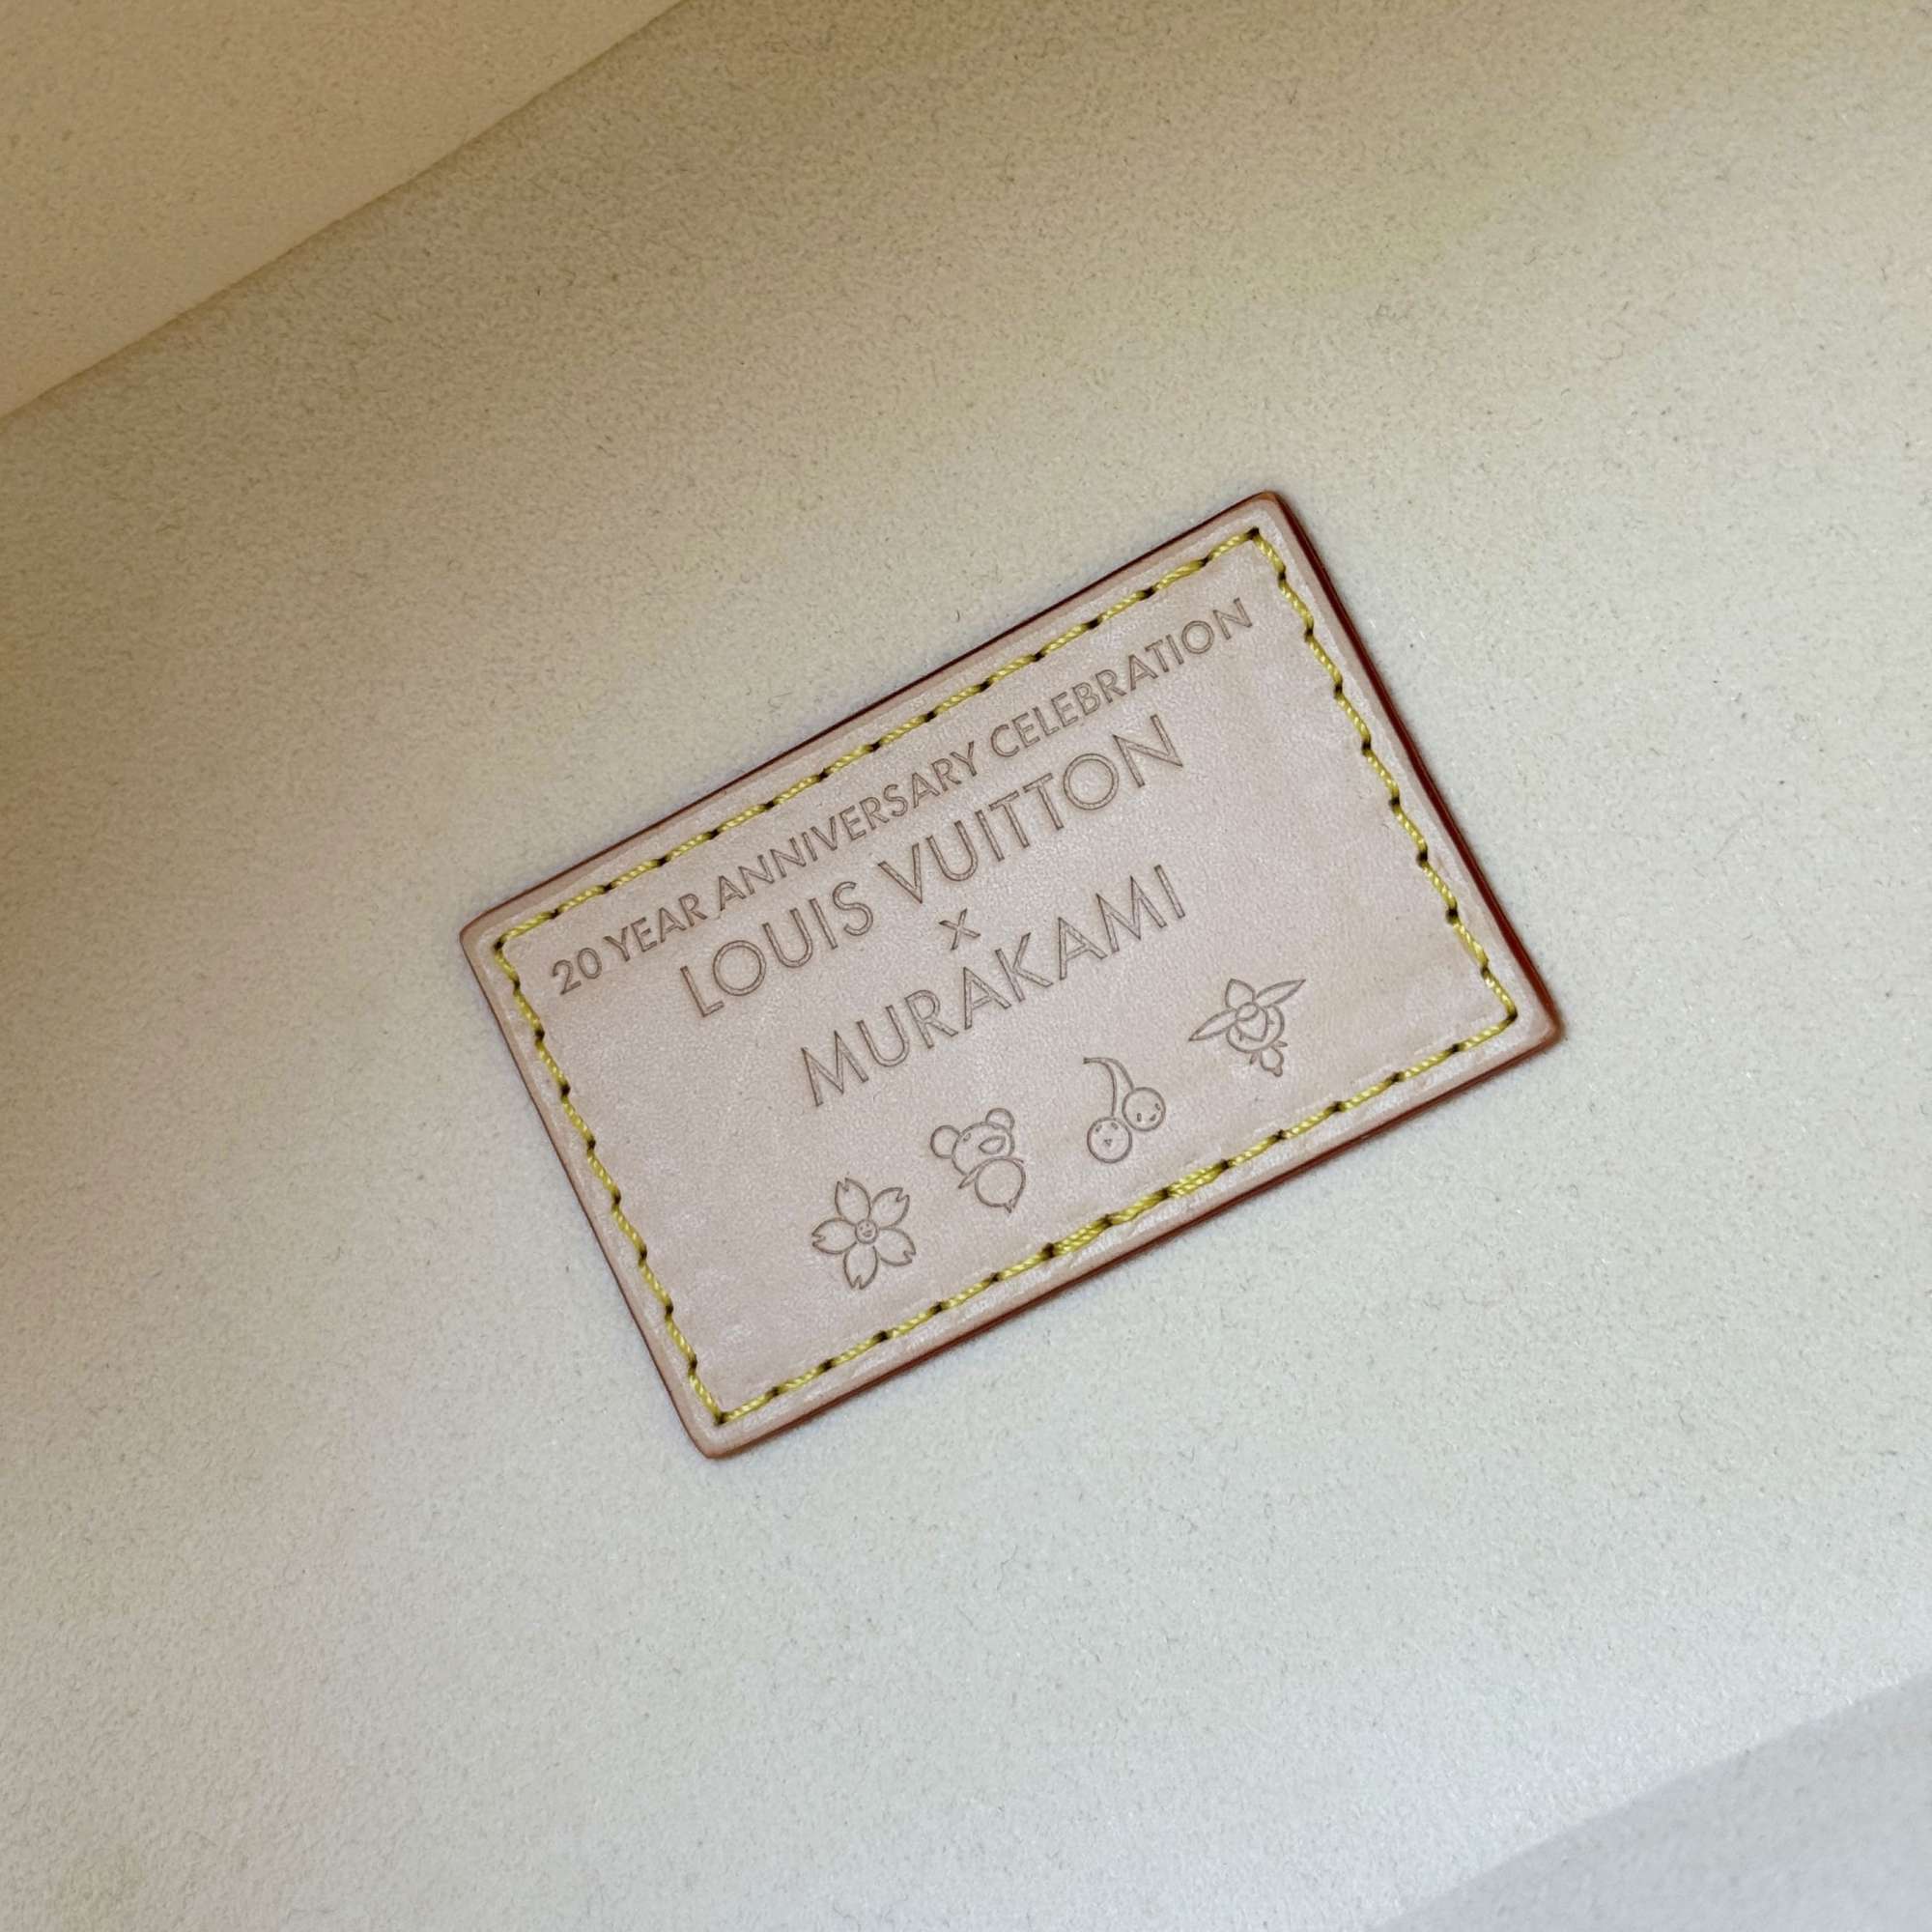 20 YEAR ANNIVERSARY CELEBRATION
LOUIS VUITTON
x
MURAKAMI